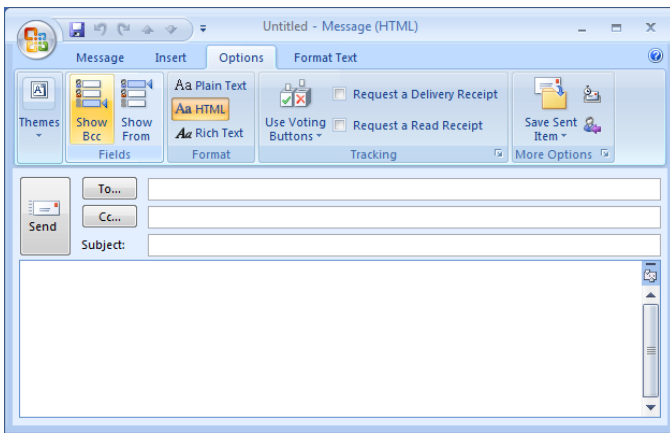 Untitled - Message (HTML)
Message Insert Options Format Text
Themes
Show Bcc
Show From
Fields
Aa Plain Text
Aa HTML
Aa Rich Text
Format
Use Voting Buttons
Request a Delivery Receipt
Request a Read Receipt
Tracking
Save Sent Item
More Options
Send
To...
Cc...
Subject: